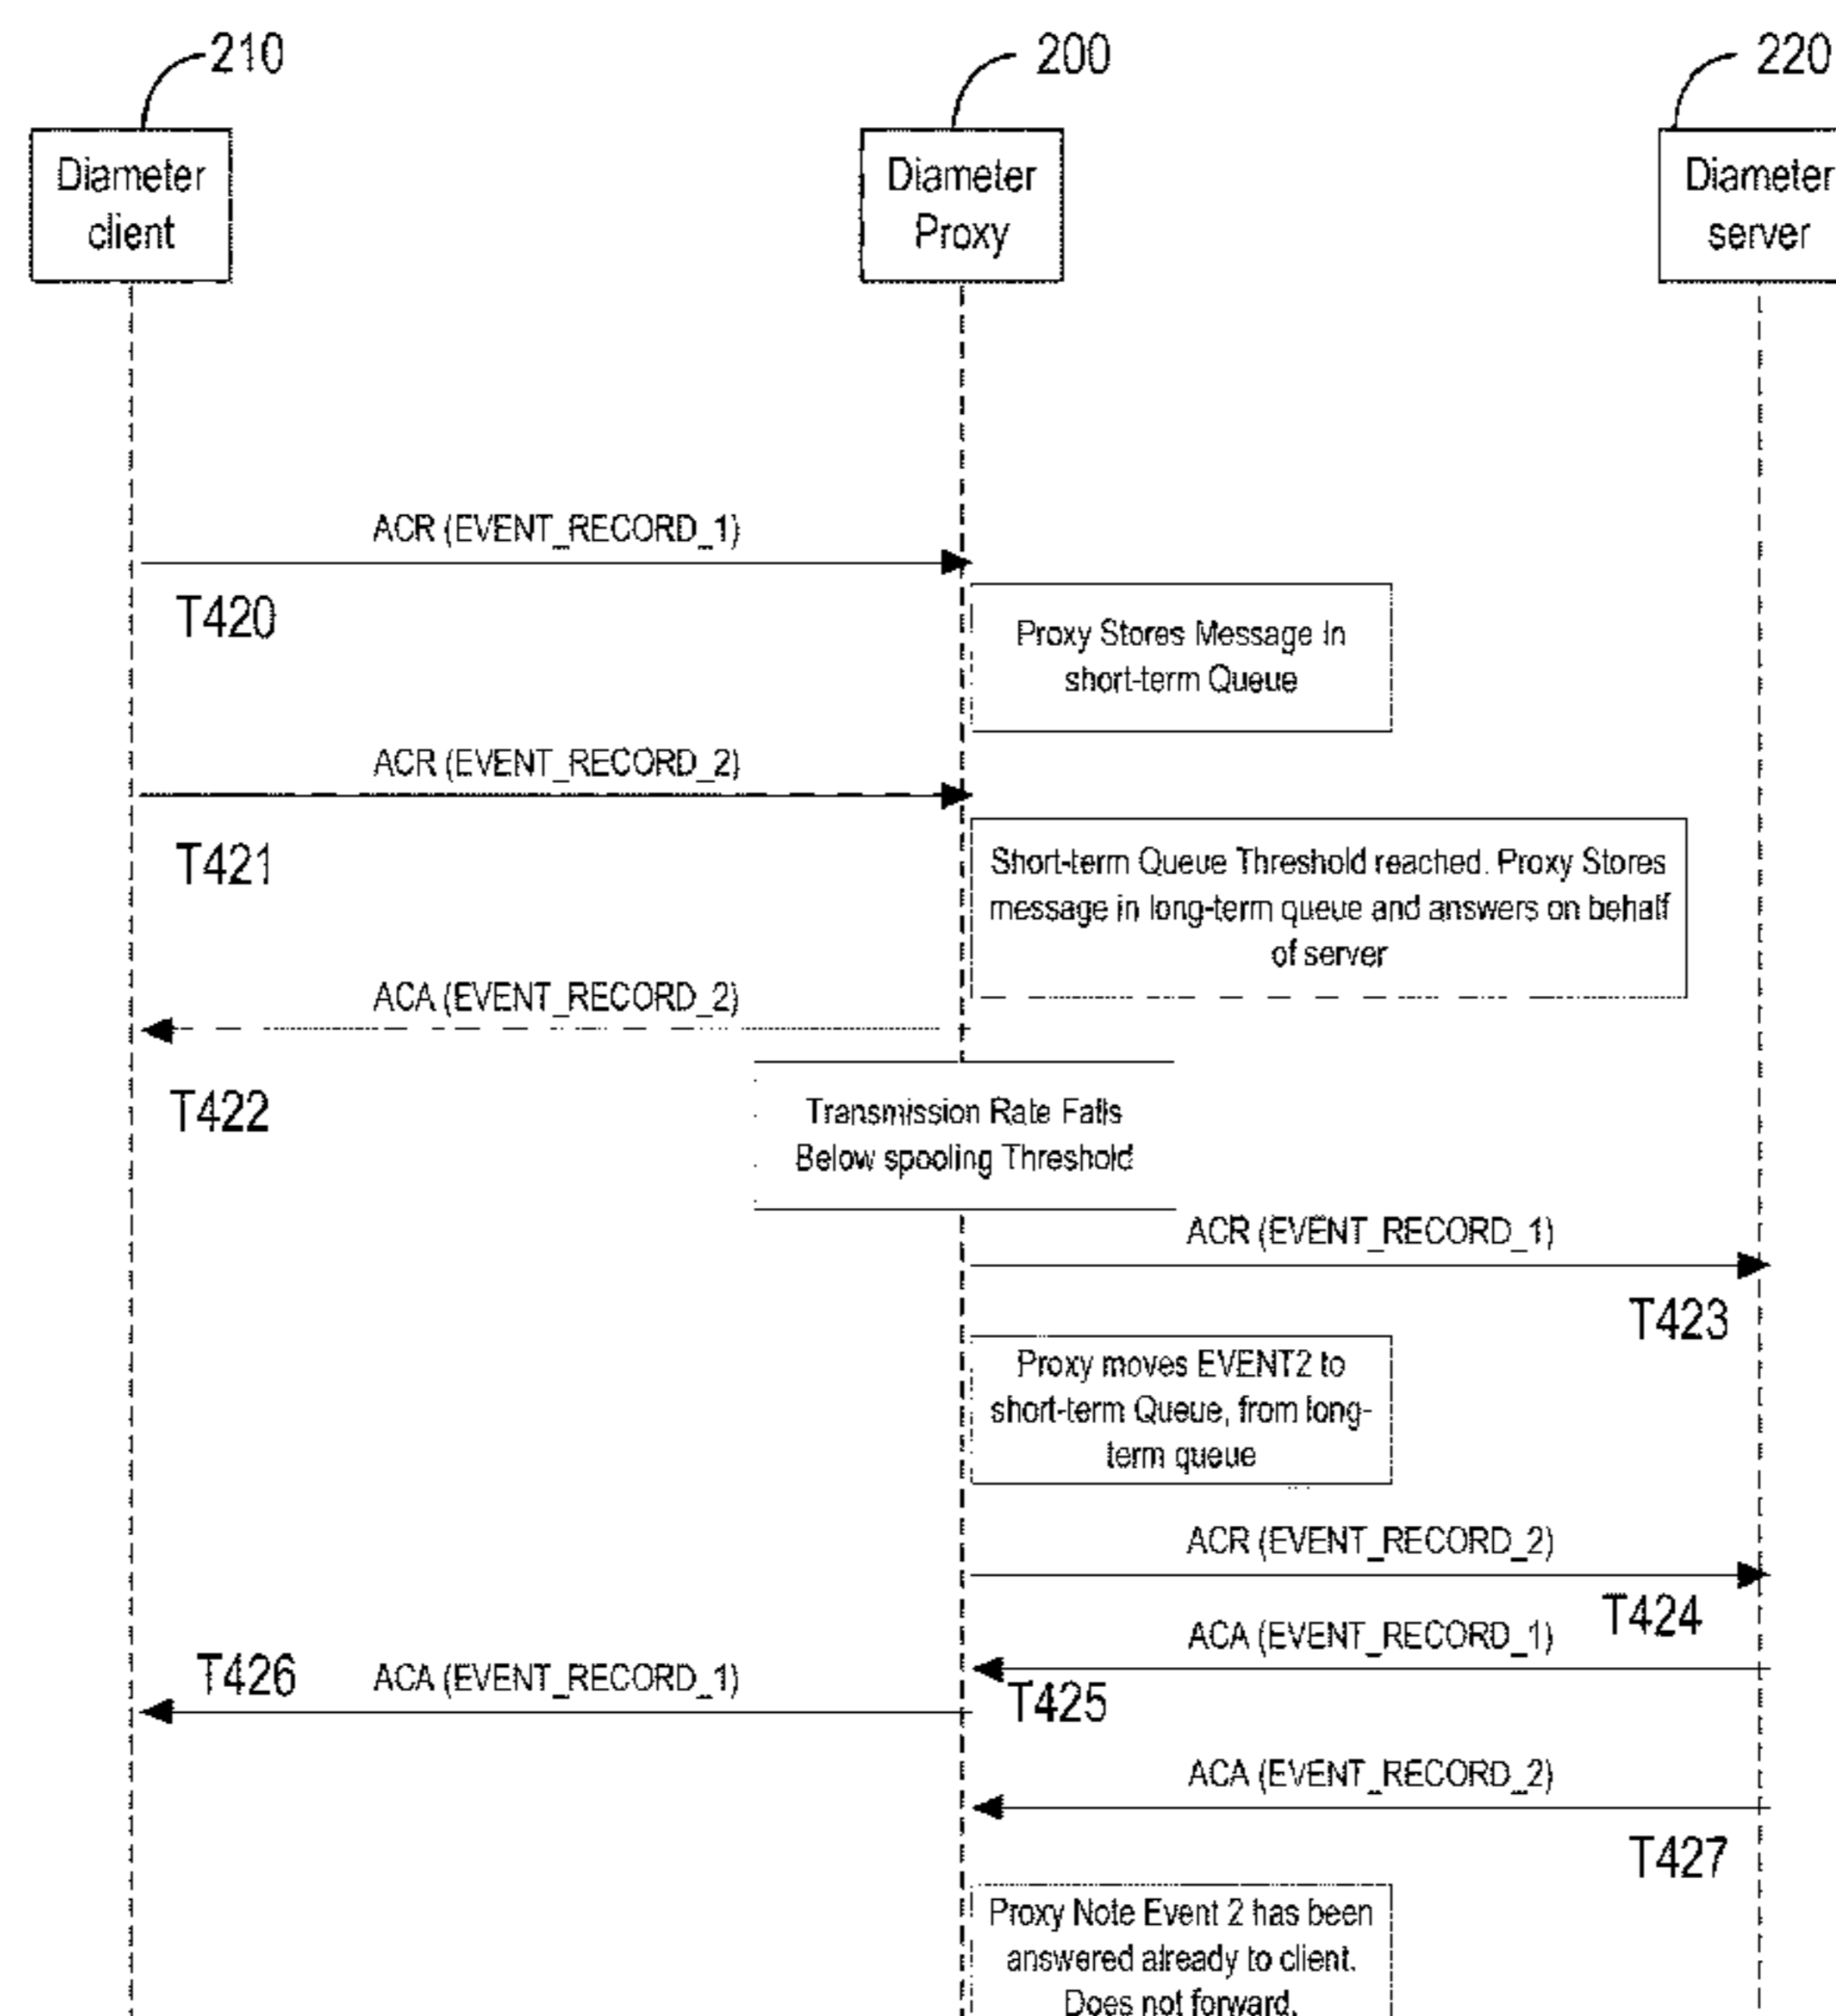 210
200
220
Diameter
client
Diameter
Proxy
Diameter
server
ACR (EVENT_RECORD_1)
T420
Proxy Stores Message In
short-term Queue
ACR (EVENT_RECORD_2)
T421
Short-term Queue Threshold reached. Proxy Stores
message in long-term queue and answers on behalf
of server
ACA (EVENT_RECORD_2)
T422
Transmission Rate Falls
Below spooling Threshold
ACR (EVENT_RECORD_1)
T423
Proxy moves EVENT2 to
short-term Queue, from long-
term queue
ACR (EVENT_RECORD_2)
T424
ACA (EVENT_RECORD_1)
T425
T426
ACA (EVENT_RECORD_1)
ACA (EVENT_RECORD_2)
T427
Proxy Note Event 2 has been
answered already to client.
Does not forward.